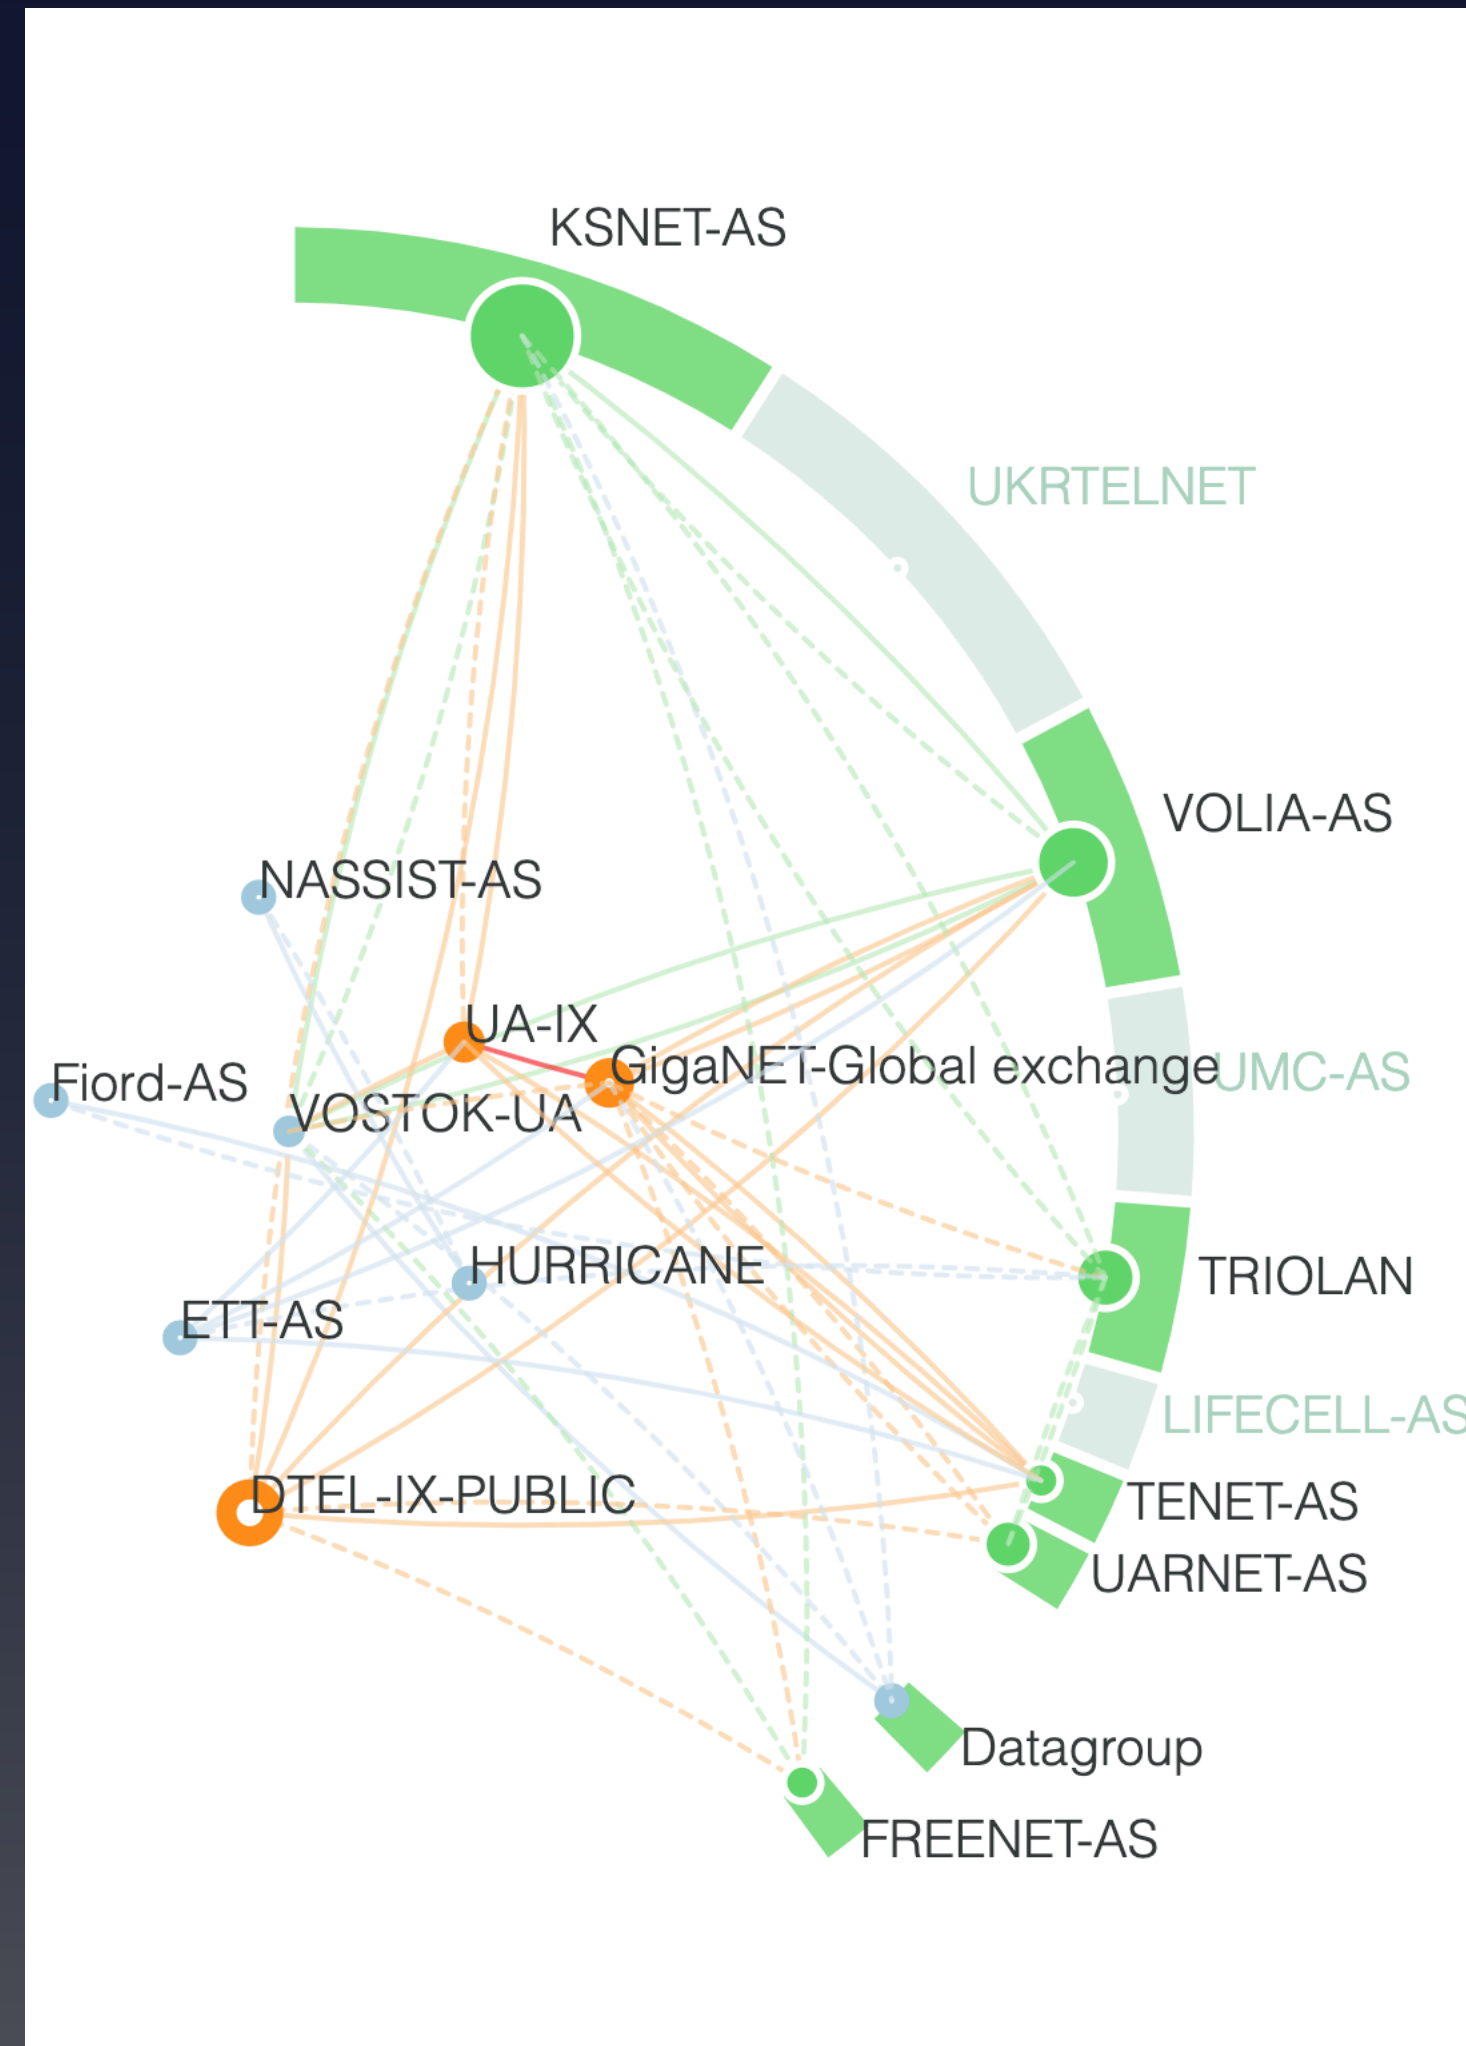 KSNET-AS
UKRTELNET
VOLIA-AS
NASSIST-AS
UA-IX
GigaNET-Global exchange
UMC-AS
Fiord-AS
VOSTOK-UA
HURRICANE
TRIOLAN
ETT-AS
LIFECELL-AS
DTEL-IX-PUBLIC
TENET-AS
UARNET-AS
Datagroup
FREENET-AS